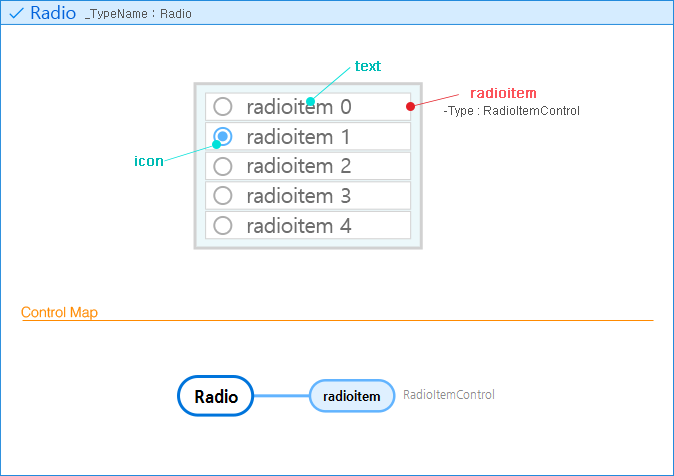 Radio _TypeName : Radio
text
radioitem 0
radioitem
-Type : RadioItemControl
radioitem 1
icon
radioitem 2
radioitem 3
radioitem 4
Control Map
Radio
radioitem
RadioItemControl